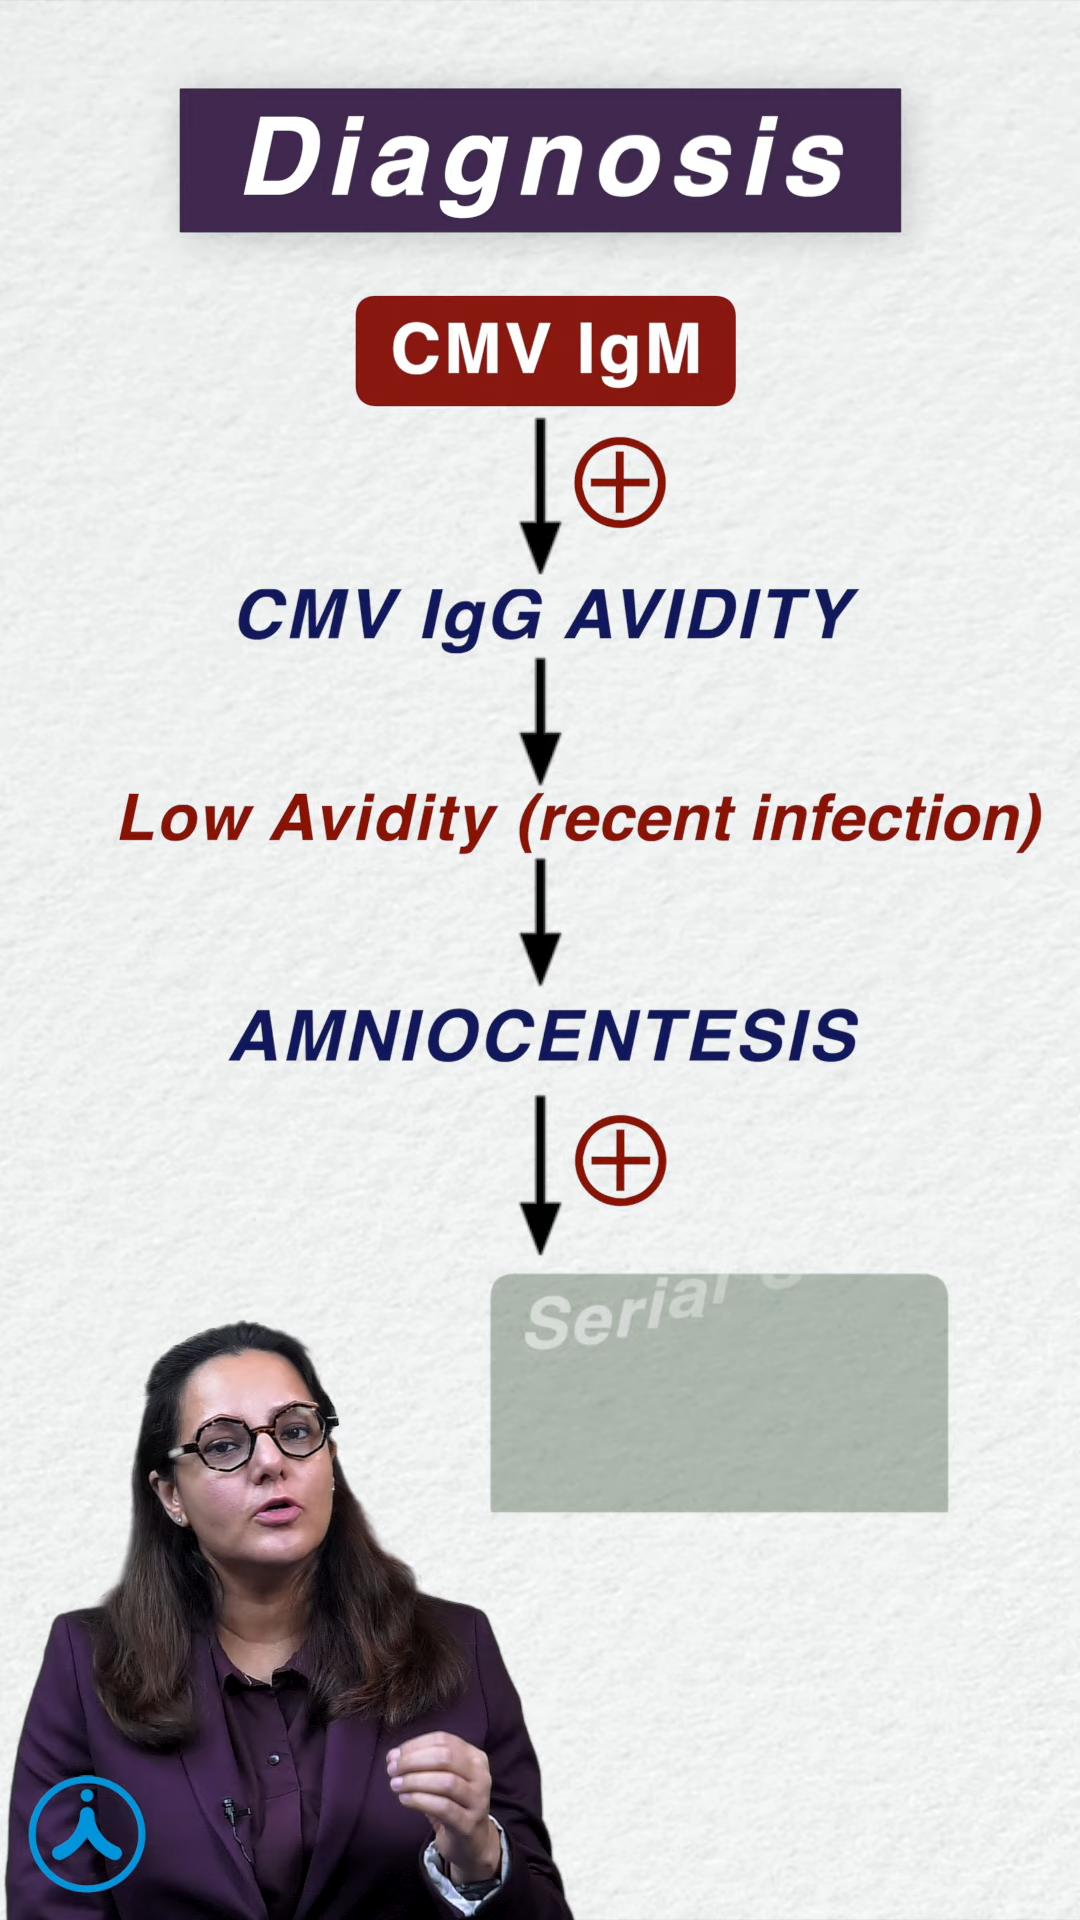 Diagnosis
CMV IgM
CMV IgG AVIDITY
Low Avidity (recent infection)
AMNIOCENTESIS
Serial